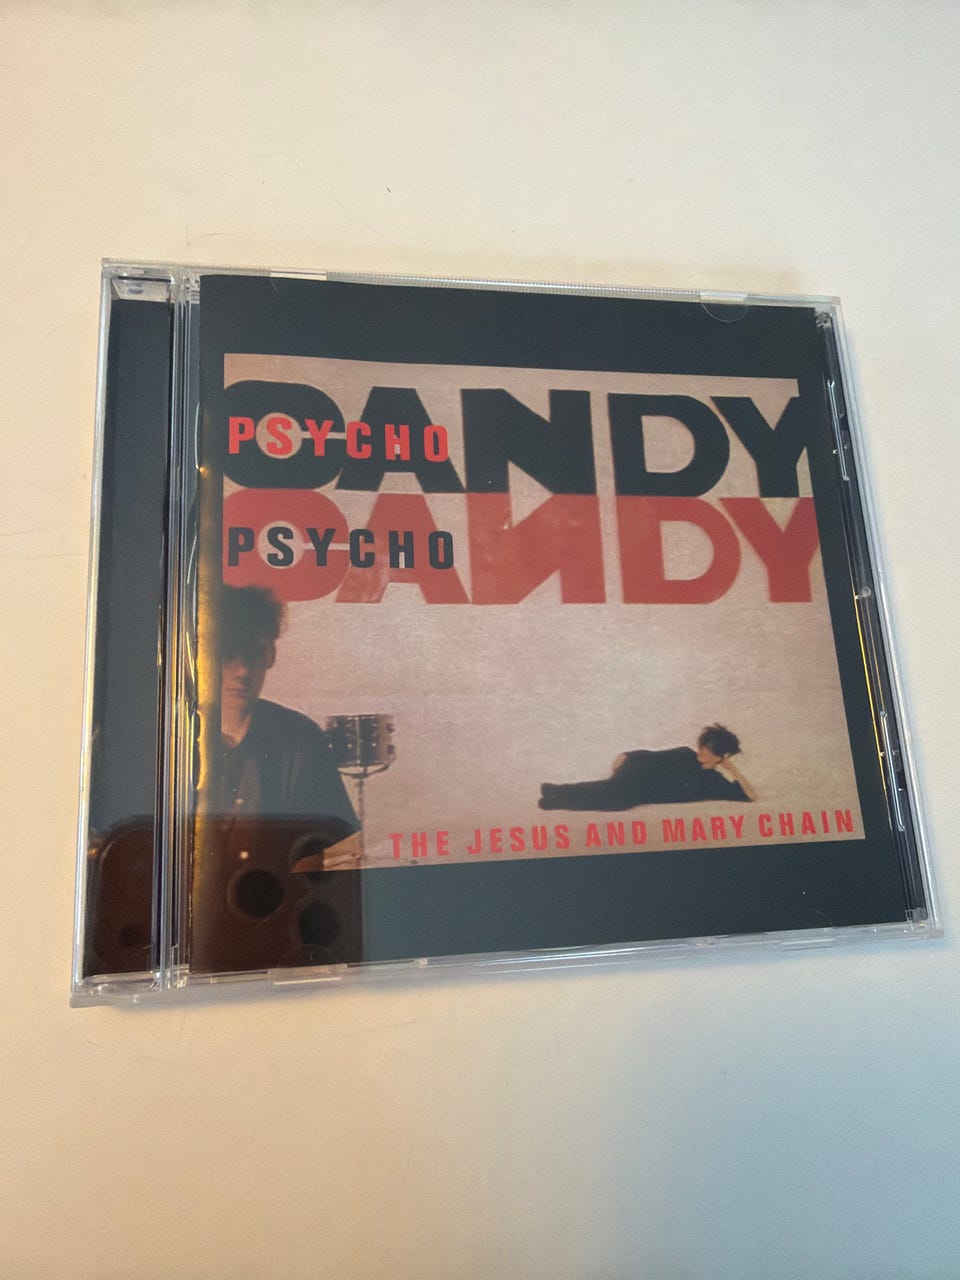 CANDY
PSYCHO
CANDY
PSYCHO
THE JESUS AND MARY CHAIN